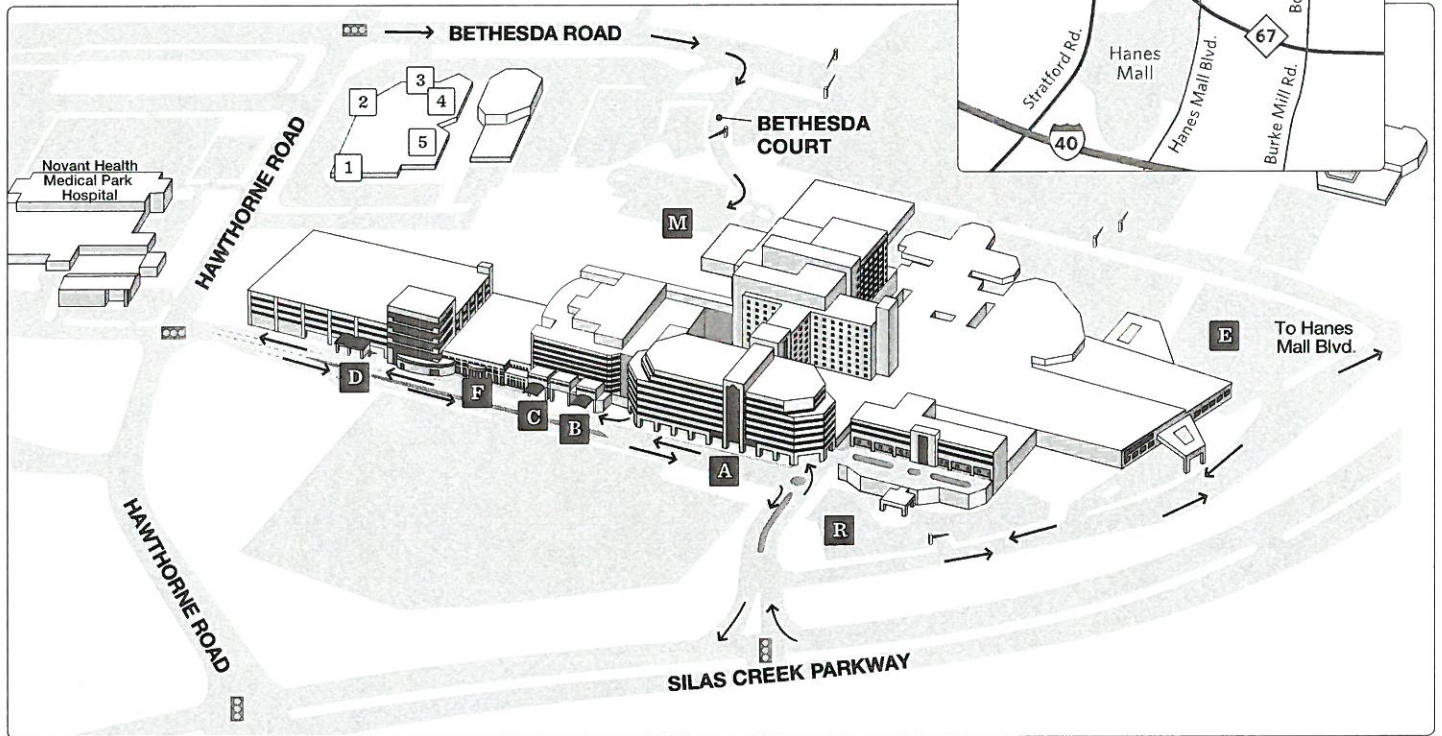 BETHESDA ROAD
3
2
4
5
1
BETHESDA
COURT
Stratford Rd.
Hanes
Mall
Hanes Mall Blvd.
67
Burke Mill Rd.
Bo
40
Novant Health
Medical Park
Hospital
HAWTHORNE ROAD
M
E
To Hanes
Mall Blvd.
D
F
C
B
A
R
HAWTHORNE ROAD
SILAS CREEK PARKWAY